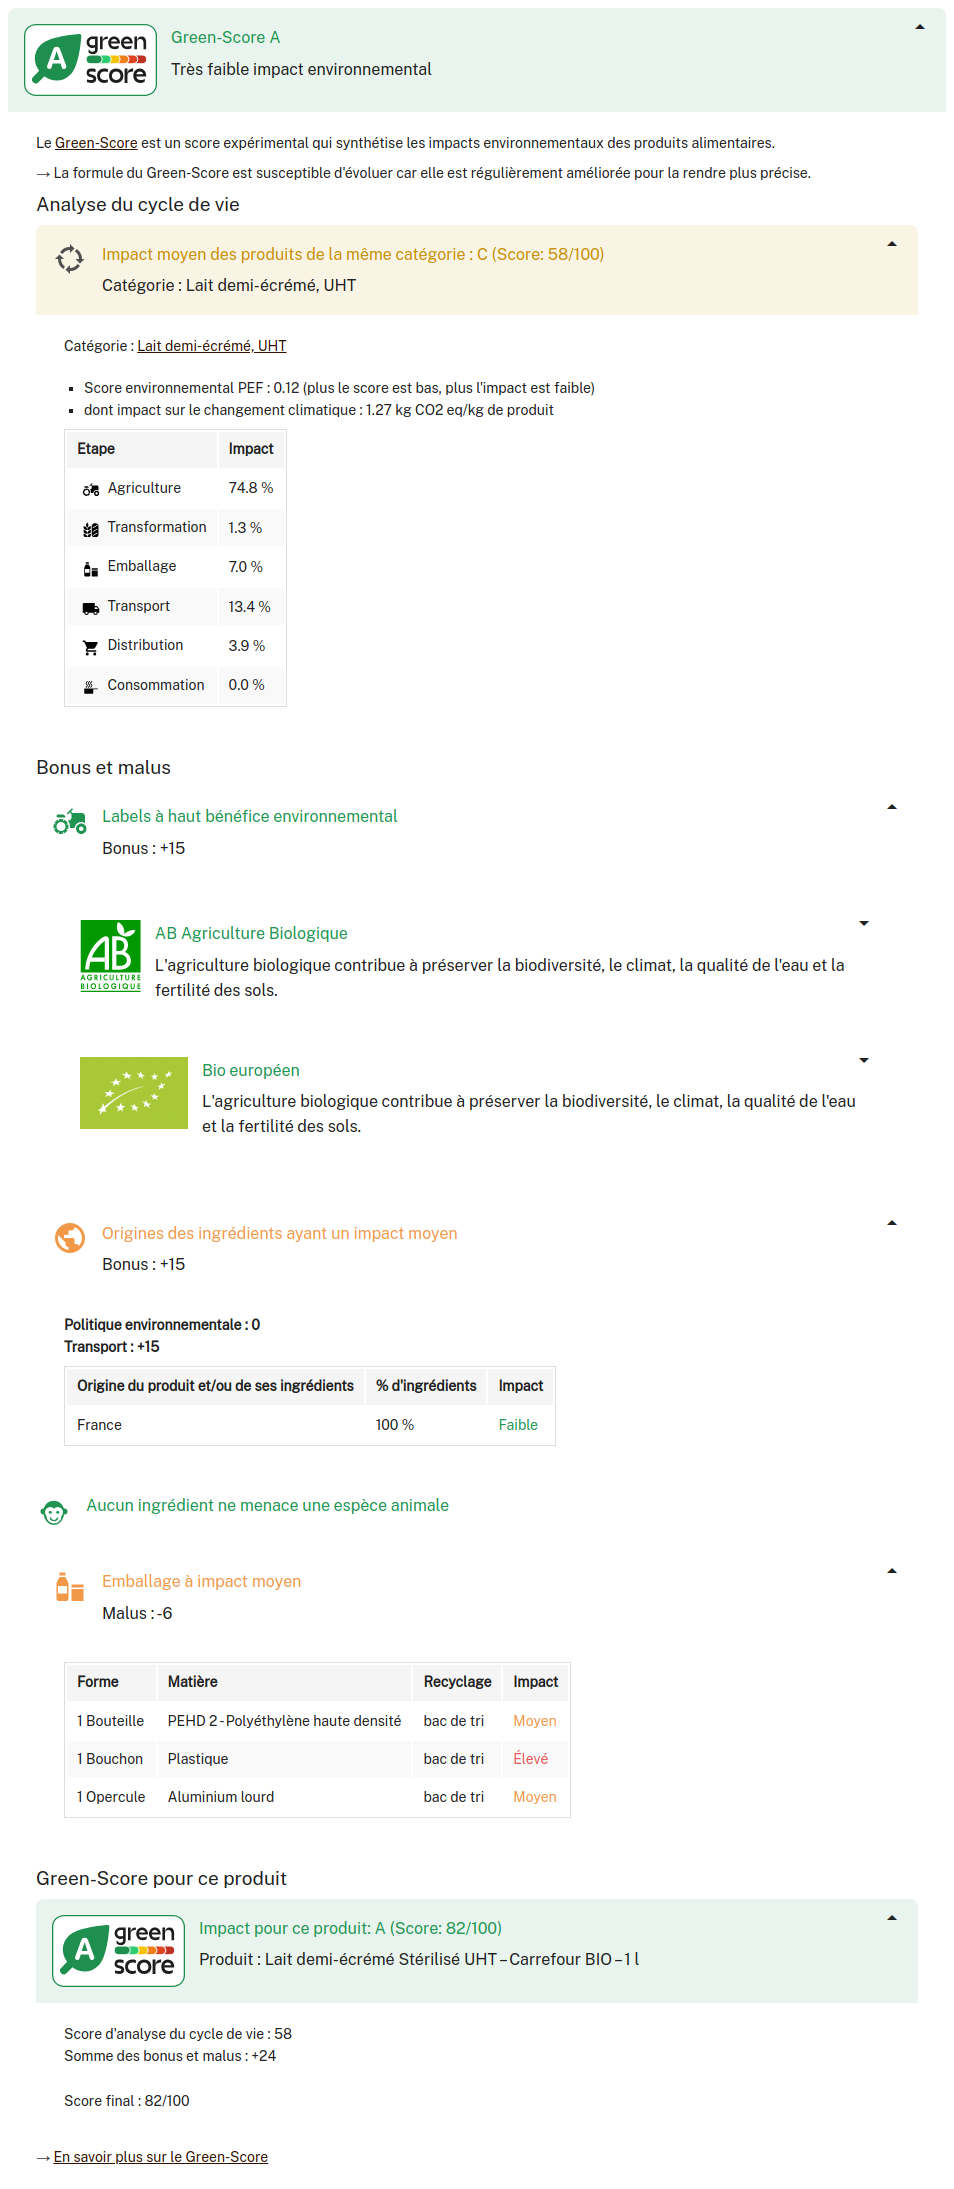 A green score
Green-Score A
Très faible impact environnemental
Le Green-Score est un score expérimental qui synthétise les impacts environnementaux des produits alimentaires.
→ La formule du Green-Score est susceptible d'évoluer car elle est régulièrement améliorée pour la rendre plus précise.
Analyse du cycle de vie
Impact moyen des produits de la même catégorie : C (Score: 58/100)
Catégorie : Lait demi-écrémé, UHT
Catégorie : Lait demi-écrémé, UHT
Score environnemental PEF : 0.12 (plus le score est bas, plus l'impact est faible)
dont impact sur le changement climatique : 1.27 kg CO2 eq/kg de produit
Etape Impact
Agriculture 74.8 %
Transformation 1.3 %
Emballage 7.0 %
Transport 13.4 %
Distribution 3.9 %
Consommation 0.0 %
Bonus et malus
Labels à haut bénéfice environnemental
Bonus : +15
AB
AGRICULTURE
BIOLOGIQUE
AB Agriculture Biologique
L'agriculture biologique contribue à préserver la biodiversité, le climat, la qualité de l'eau et la
fertilité des sols.
Bio européen
L'agriculture biologique contribue à préserver la biodiversité, le climat, la qualité de l'eau
et la fertilité des sols.
Origines des ingrédients ayant un impact moyen
Bonus : +15
Politique environnementale : 0
Transport : +15
Origine du produit et/ou de ses ingrédients % d'ingrédients Impact
France 100 % Faible
Aucun ingrédient ne menace une espèce animale
Emballage à impact moyen
Malus : -6
Forme Matière Recyclage Impact
1 Bouteille PEHD 2 - Polyéthylène haute densité bac de tri Moyen
1 Bouchon Plastique bac de tri Élevé
1 Opercule Aluminium lourd bac de tri Moyen
Green-Score pour ce produit
A green score
Impact pour ce produit: A (Score: 82/100)
Produit : Lait demi-écrémé Stérilisé UHT – Carrefour BIO – 1 l
Score d'analyse du cycle de vie : 58
Somme des bonus et malus : +24
Score final : 82/100
→ En savoir plus sur le Green-Score